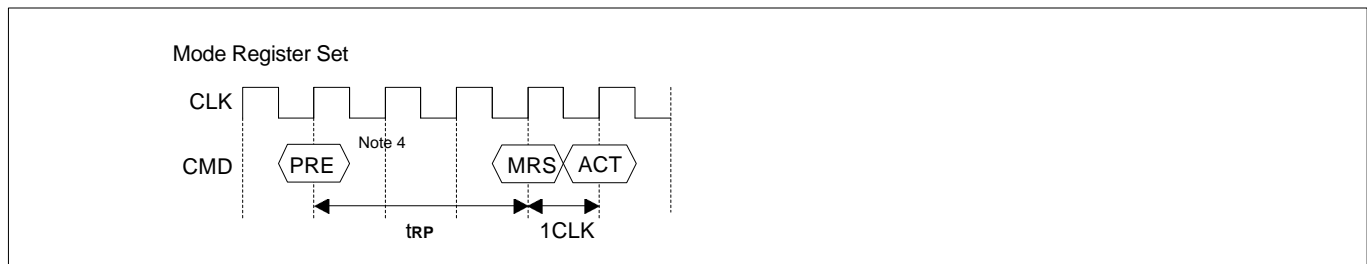 Mode Register Set
CLK
Note 4
CMD PRE MRS ACT
tRP 1CLK